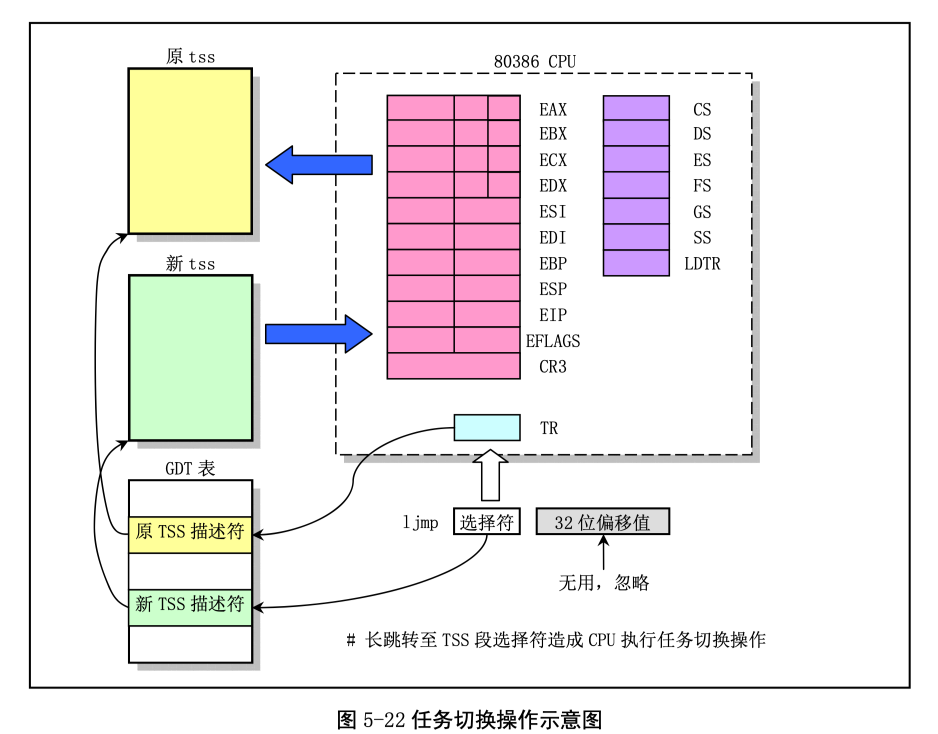 原 tss
80386 CPU
EAX
EBX
ECX
EDX
ESI
EDI
EBP
ESP
EIP
EFLAGS
CR3
CS
DS
ES
FS
GS
SS
LDTR
新 tss
TR
GDT 表
原 TSS 描述符
新 TSS 描述符
ljmp 选择符 32 位偏移值
无用，忽略
# 长跳转至 TSS 段选择符造成 CPU 执行任务切换操作
图 5-22 任务切换操作示意图